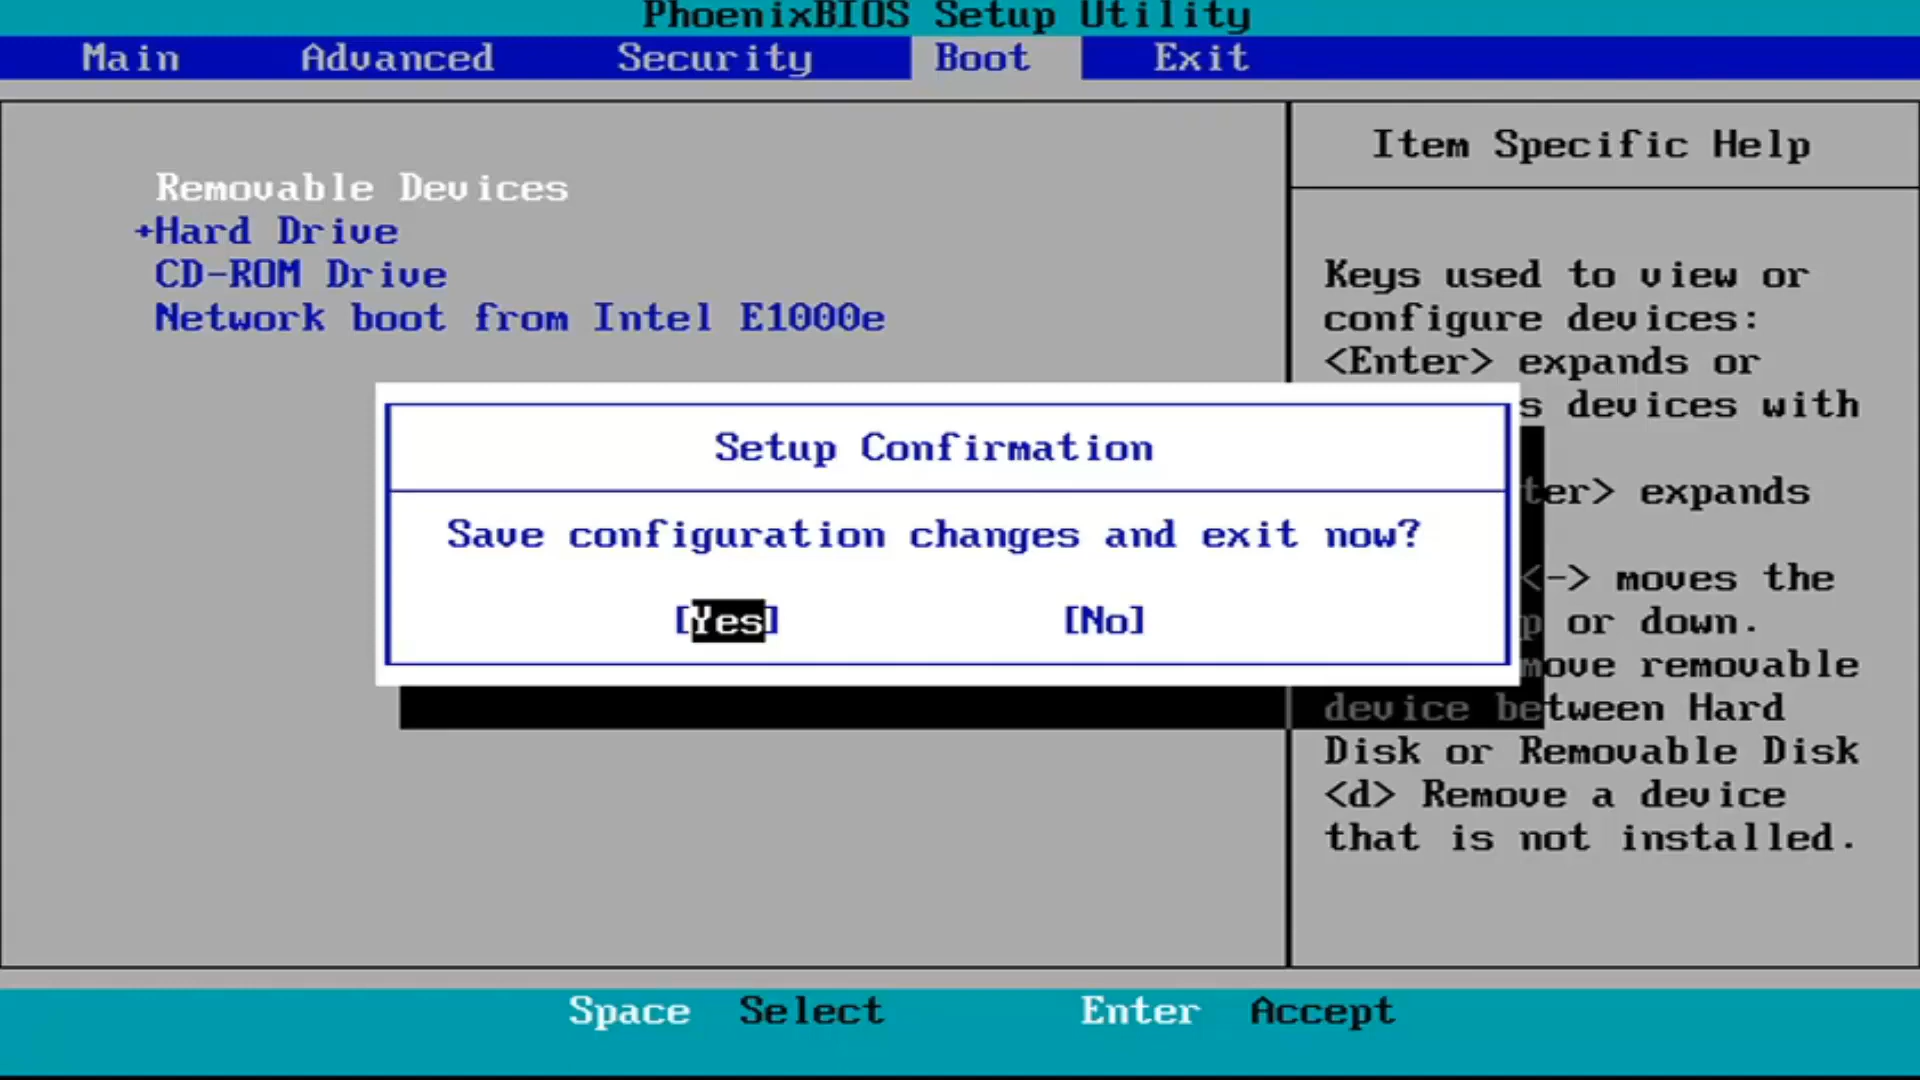 PhoenixBIOS Setup Utility
Main Advanced Security Boot Exit
Removable Devices
+Hard Drive
CD-ROM Drive
Network boot from Intel E1000e
Setup Confirmation
Save configuration changes and exit now?
[Yes] [No]
Item Specific Help
Keys used to view or
configure devices:
<Enter> expands or
devices with
expands
<-> moves the
or down.
removable
device between Hard
Disk or Removable Disk
<d> Remove a device
that is not installed.
Space Select Enter Accept